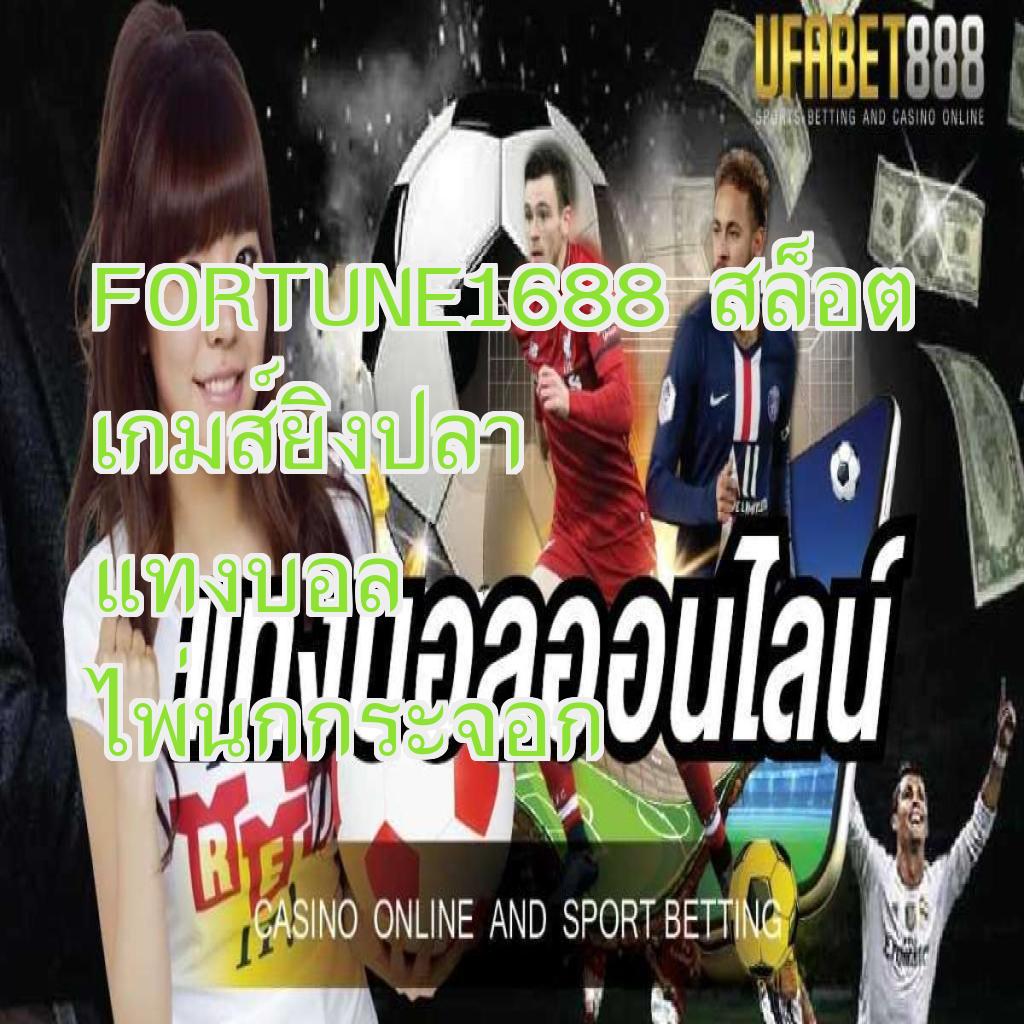 UFABET888
SPORTS BETTING AND CASINO ONLINE
FORTUNE1688 สล็อต
เกมส์ยิงปลา
แทงบอล
ไพ่นกกระจอก
แทงบอลออนไลน์
CASINO ONLINE AND SPORT BETTING
Emirates